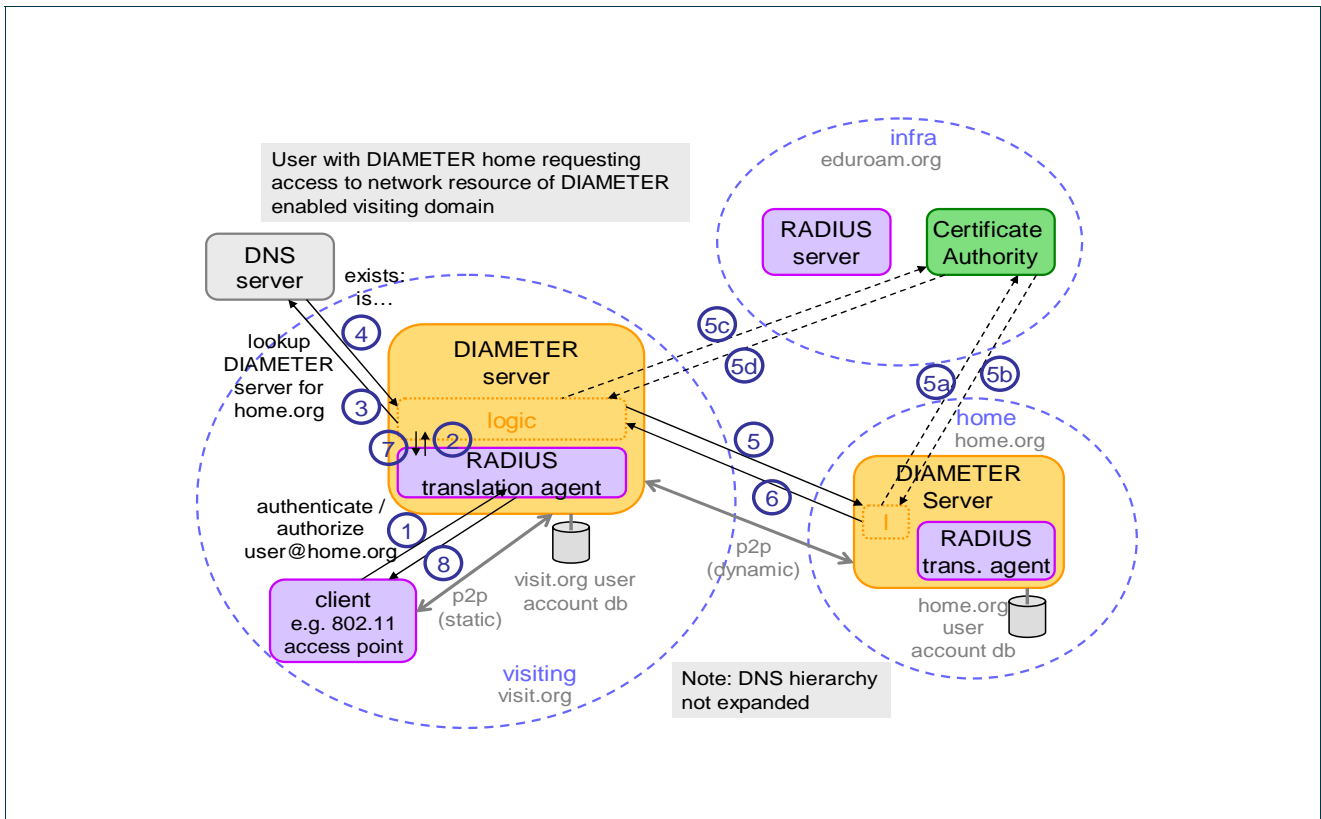 User with DIAMETER home requesting
access to network resource of DIAMETER
enabled visiting domain
infra
eduroam.org
RADIUS
server
Certificate
Authority
DNS
server
exists:
is…
4
lookup
DIAMETER
server for
home.org
3
DIAMETER
server
logic
7
2
RADIUS
translation agent
5c
5d
5a
5b
5
6
home
home.org
DIAMETER
Server
l
RADIUS
trans. agent
home.org
user
account db
authenticate /
authorize
user@home.org
1
8
client
e.g. 802.11
access point
p2p
(static)
visit.org user
account db
p2p
(dynamic)
visiting
visit.org
Note: DNS hierarchy
not expanded